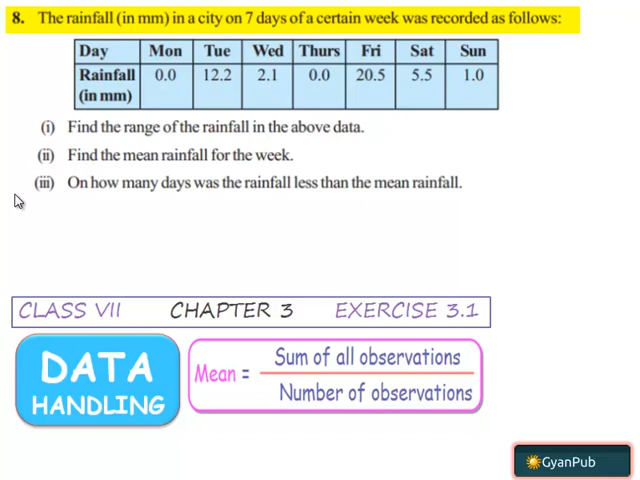 8. The rainfall (in mm) in a city on 7 days of a certain week was recorded as follows:
Day Mon Tue Wed Thurs Fri Sat Sun
Rainfall 0.0 12.2 2.1 0.0 20.5 5.5 1.0
(in mm)
(i) Find the range of the rainfall in the above data.
(ii) Find the mean rainfall for the week.
(iii) On how many days was the rainfall less than the mean rainfall.
CLASS VII CHAPTER 3 EXERCISE 3.1
DATA
HANDLING
Mean = Sum of all observations
Number of observations
GyanPub